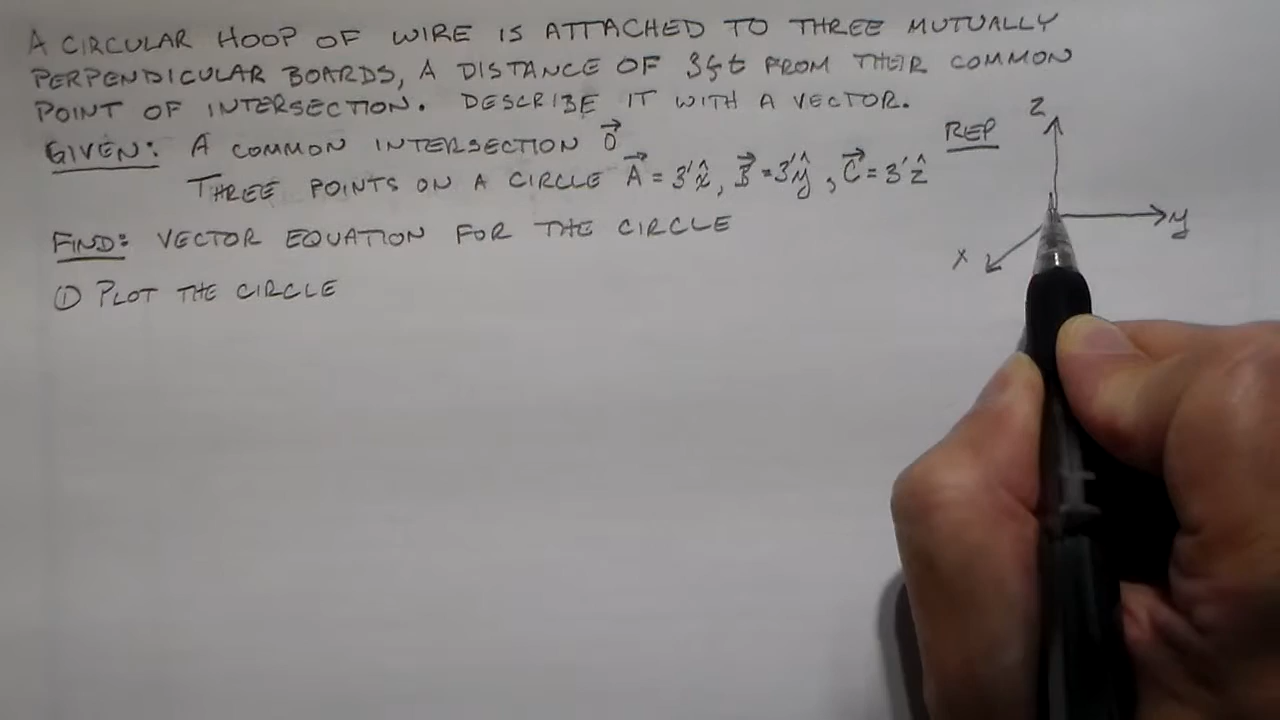 A CIRCULAR HOOP OF WIRE IS ATTACHED TO THREE MUTUALLY
PERPENDICULAR BOARDS, A DISTANCE OF 3ft FROM THEIR COMMON
POINT OF INTERSECTION. DESCRIBE IT WITH A VECTOR.
GIVEN: A COMMON INTERSECTION O⃗
THREE POINTS ON A CIRCLE A⃗ = 3'x̂, B⃗ = 3'ŷ, C⃗ = 3'ẑ
REP
z
y
x
FIND: VECTOR EQUATION FOR THE CIRCLE
① PLOT THE CIRCLE